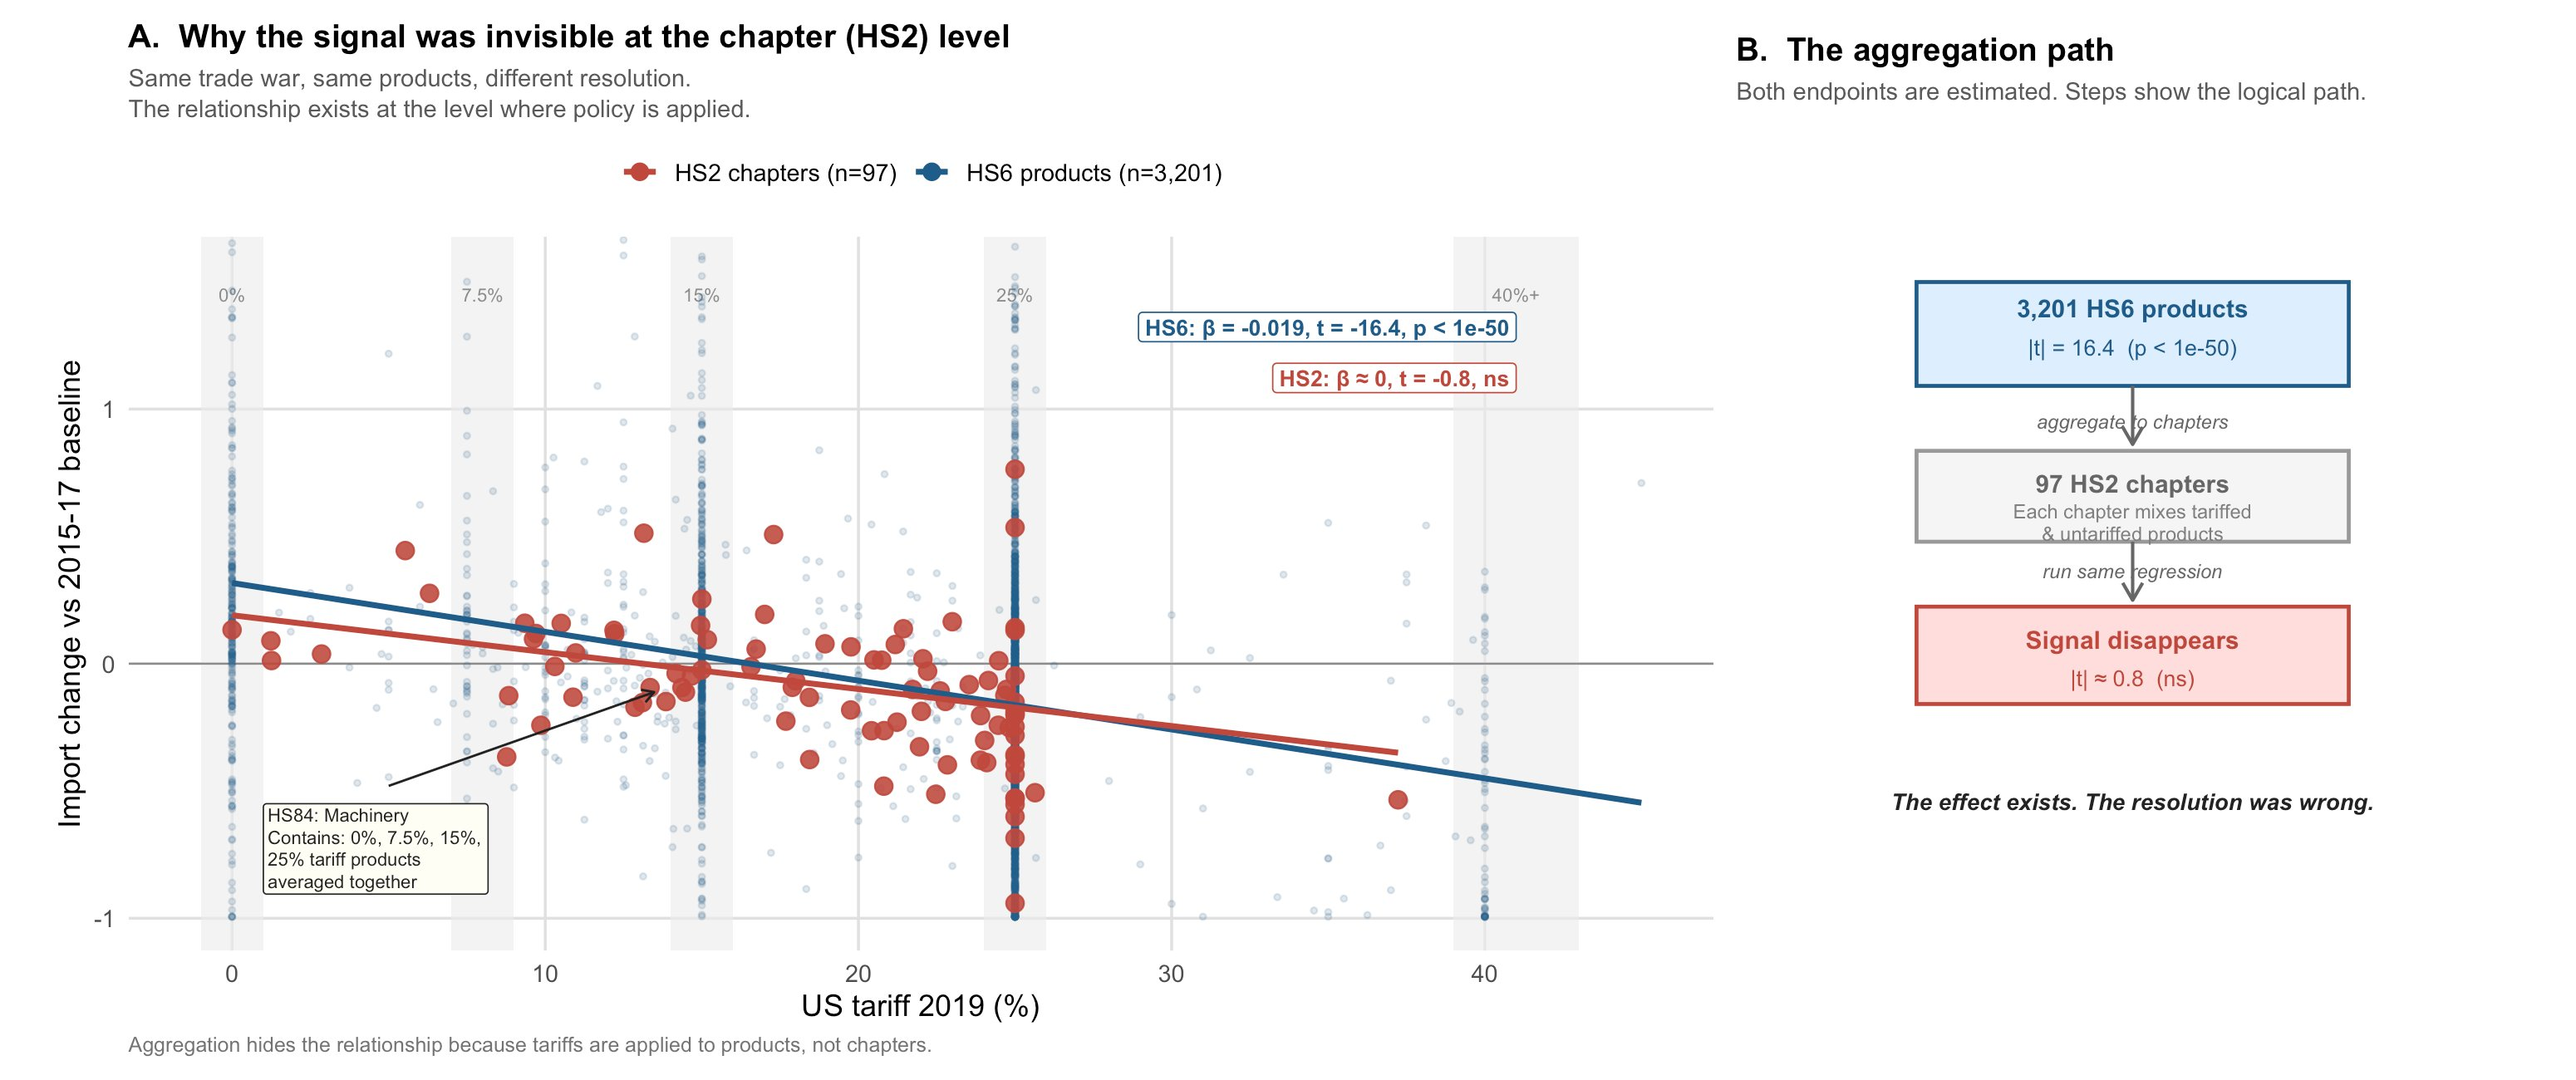 A.  Why the signal was invisible at the chapter (HS2) level
Same trade war, same products, different resolution.
The relationship exists at the level where policy is applied.
HS2 chapters (n=97)
HS6 products (n=3,201)
0%
7.5%
15%
25%
40%+
HS6: β = -0.019, t = -16.4, p < 1e-50
HS2: β ≈ 0, t = -0.8, ns
Import change vs 2015-17 baseline
1
0
-1
HS84: Machinery
Contains: 0%, 7.5%, 15%,
25% tariff products
averaged together
0
10
20
30
40
US tariff 2019 (%)
Aggregation hides the relationship because tariffs are applied to products, not chapters.
B.  The aggregation path
Both endpoints are estimated. Steps show the logical path.
3,201 HS6 products
|t| = 16.4  (p < 1e-50)
aggregate to chapters
97 HS2 chapters
Each chapter mixes tariffed
& untariffed products
run same regression
Signal disappears
|t| ≈ 0.8  (ns)
The effect exists. The resolution was wrong.